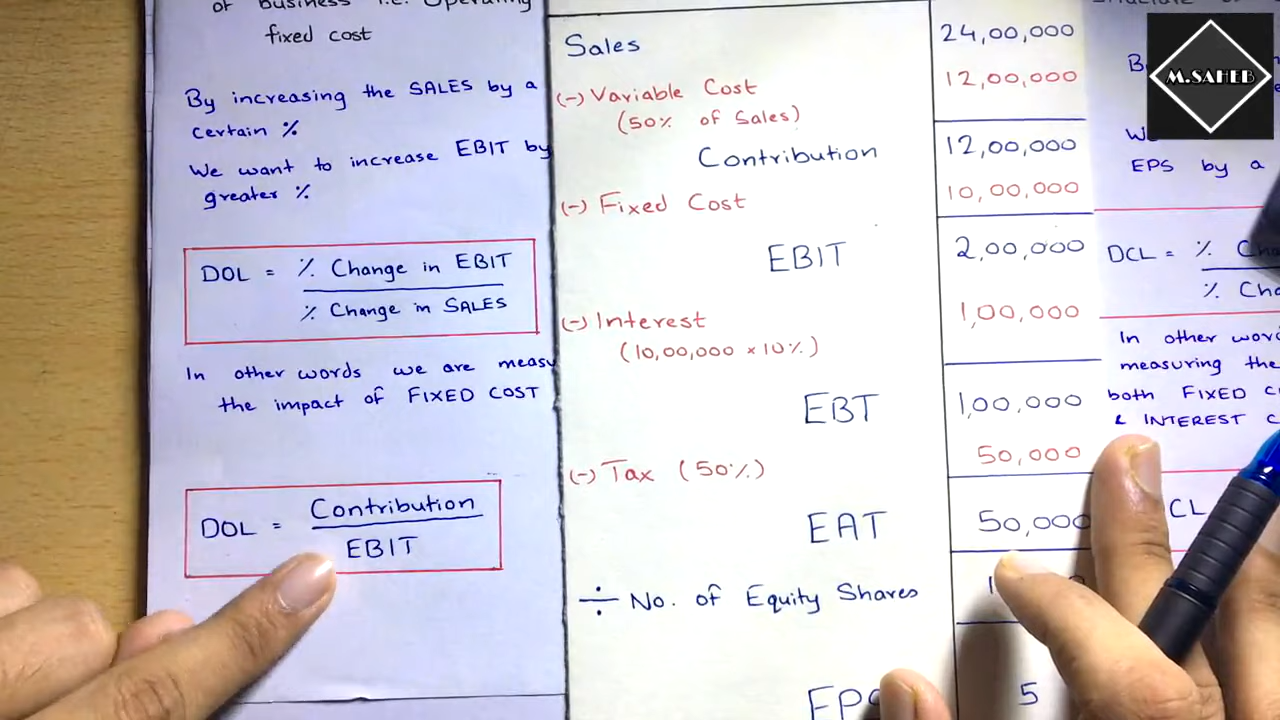 of Business i.e. Operating
fixed cost
By increasing the SALES by a
certain %
We want to increase EBIT by
greater %
DOL = % Change in EBIT
% Change in SALES
In other words we are
the impact of FIXED COST
DOL = Contribution
EBIT
Sales 24,00,000
(-) Variable Cost 12,00,000
(50% of Sales)
Contribution 12,00,000
(-) Fixed Cost 10,00,000
EBIT 2,00,000
(-) Interest 1,00,000
(10,00,000 x 10%)
EBT 1,00,000
(-) Tax (50%) 50,000
EAT 50,000
÷ No. of Equity Shares
5
M.SAHEB
EPS by a
DCL = %
%
In other
measuring the
both FIXED
& INTEREST